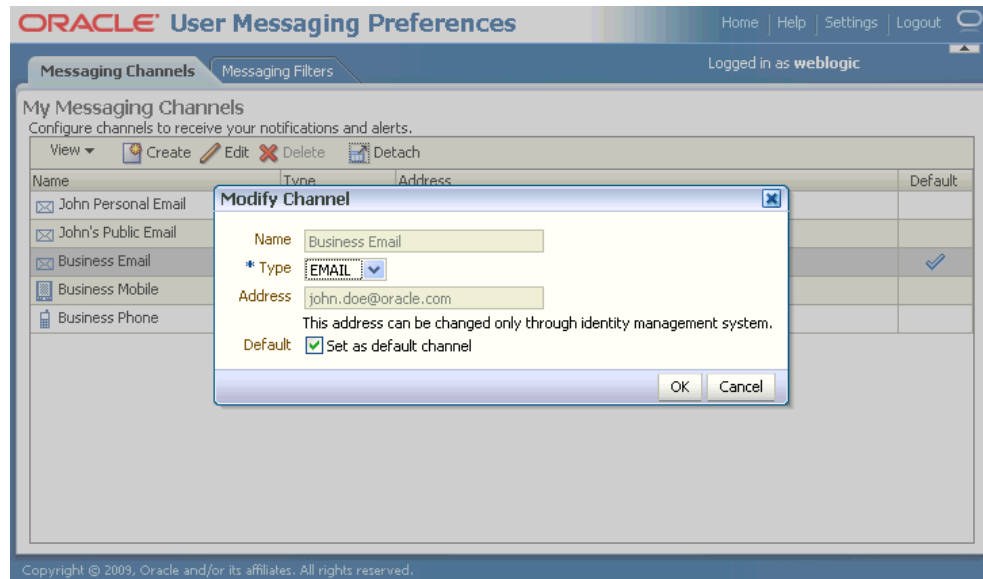 ORACLE User Messaging Preferences
Home | Help | Settings | Logout
Messaging Channels Messaging Filters
Logged in as weblogic
My Messaging Channels
Configure channels to receive your notifications and alerts.
View Create Edit Delete Detach
Name Type Address Default
John Personal Email
John's Public Email
Business Email
Business Mobile
Business Phone
Modify Channel
Name Business Email
* Type EMAIL
Address john.doe@oracle.com
This address can be changed only through identity management system.
Default Set as default channel
OK Cancel
Copyright © 2009, Oracle and/or its affiliates. All rights reserved.